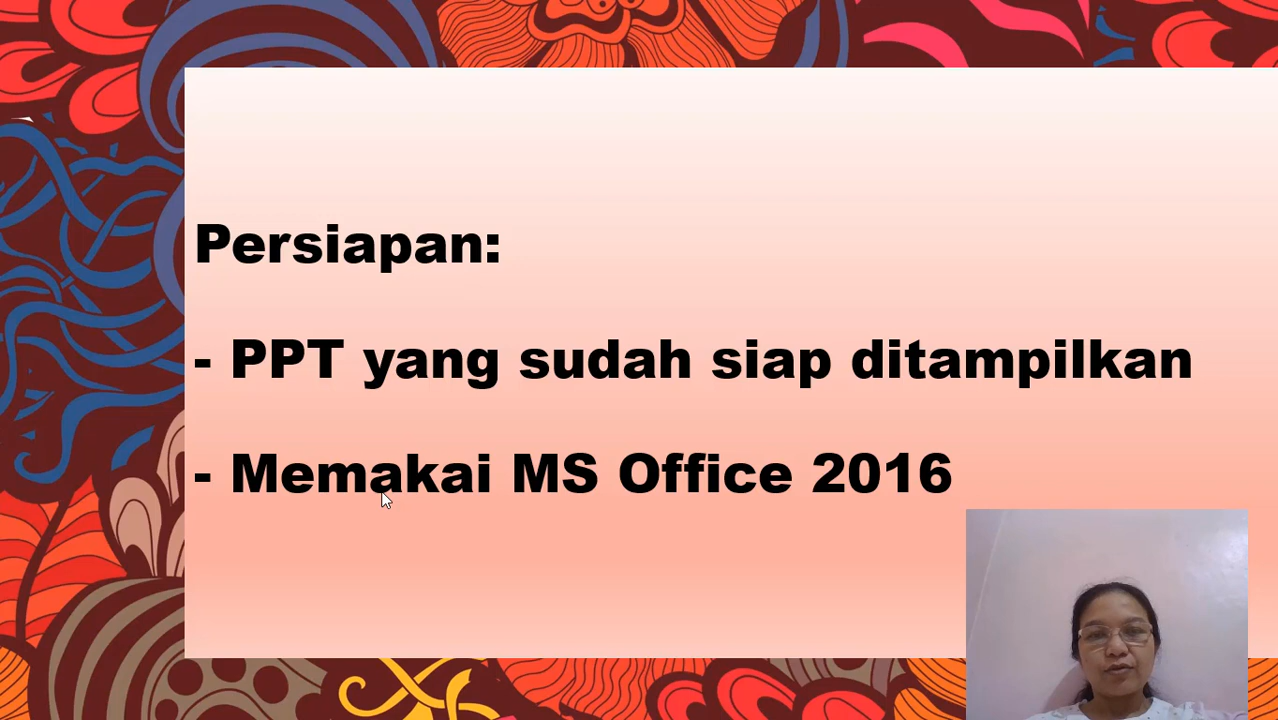 Persiapan:
- PPT yang sudah siap ditampilkan
- Memakai MS Office 2016